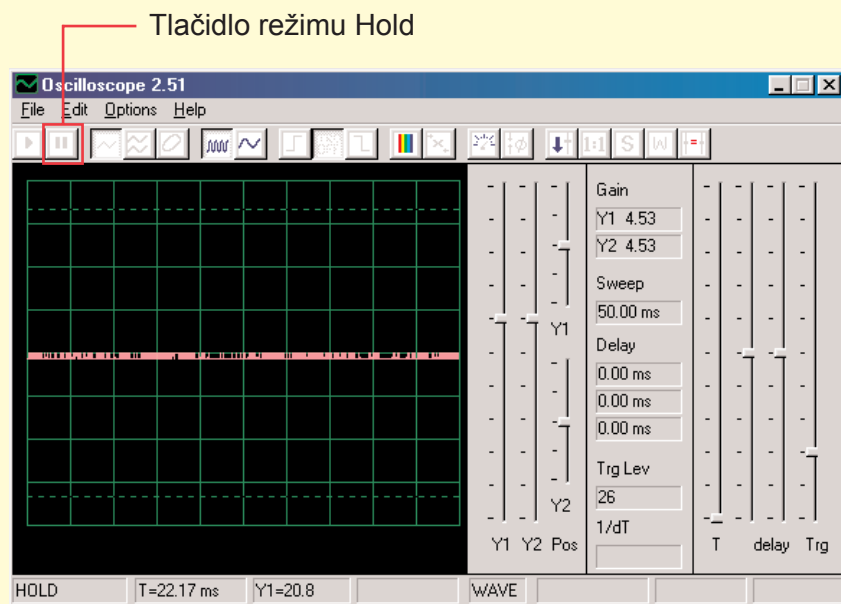 Tlačidlo režimu Hold
Oscilloscope 2.51
File Edit Options Help
1:1 S W
Gain
Y1 4.53
Y2 4.53
Sweep
50.00 ms
Y1
Delay
0.00 ms
0.00 ms
0.00 ms
Trg Lev
26
Y2
1/dT
Y1 Y2 Pos
T delay Trg
HOLD T=22.17 ms Y1=20.8 WAVE